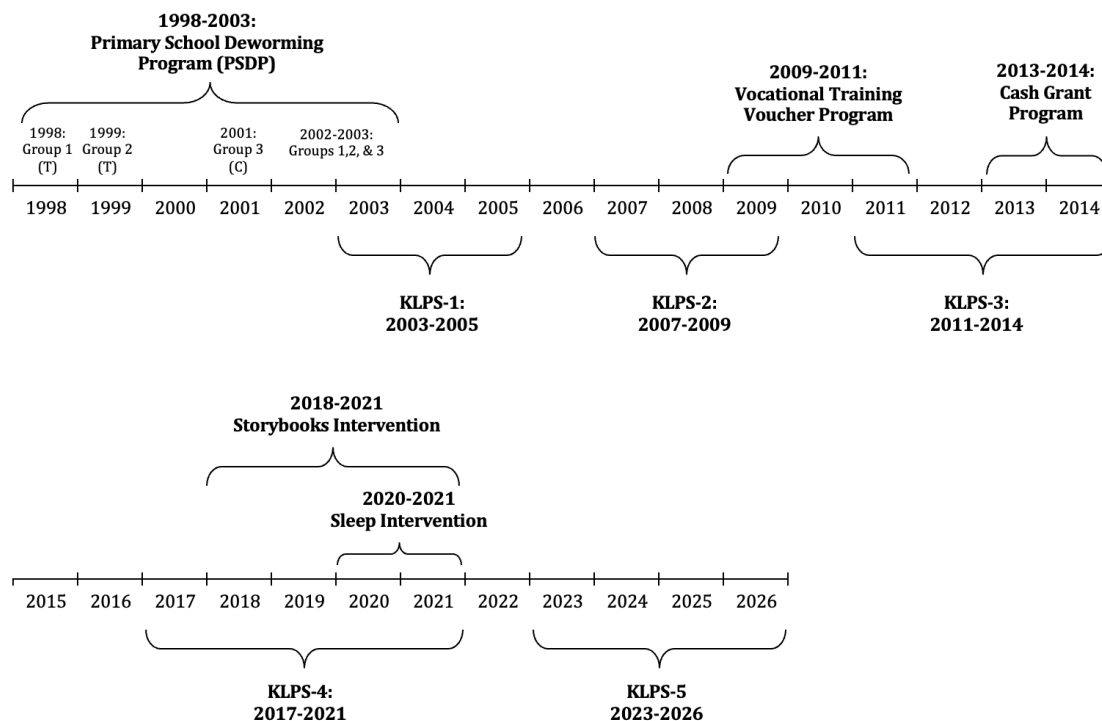 1998-2003:
Primary School Deworming
Program (PSDP)
2009-2011:
Vocational Training
Voucher Program
2013-2014:
Cash Grant
Program
1998:
Group 1
(T)
1999:
Group 2
(T)
2001:
Group 3
(C)
2002-2003:
Groups 1,2, & 3
1998 1999 2000 2001 2002 2003 2004 2005 2006 2007 2008 2009 2010 2011 2012 2013 2014
KLPS-1:
2003-2005
KLPS-2:
2007-2009
KLPS-3:
2011-2014
2018-2021
Storybooks Intervention
2020-2021
Sleep Intervention
2015 2016 2017 2018 2019 2020 2021 2022 2023 2024 2025 2026
KLPS-4:
2017-2021
KLPS-5
2023-2026